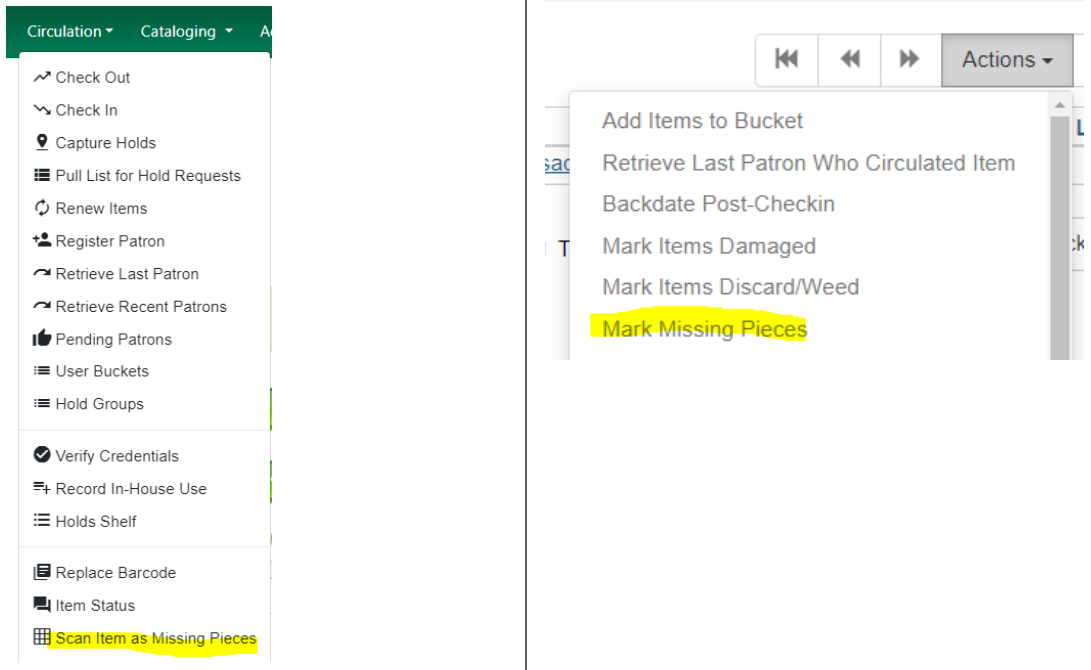 Circulation Cataloging
Check Out
Check In
Capture Holds
Pull List for Hold Requests
Renew Items
Register Patron
Retrieve Last Patron
Retrieve Recent Patrons
Pending Patrons
User Buckets
Hold Groups
Verify Credentials
Record In-House Use
Holds Shelf
Replace Barcode
Item Status
Scan Item as Missing Pieces
Actions
Add Items to Bucket
Retrieve Last Patron Who Circulated Item
Backdate Post-Checkin
Mark Items Damaged
Mark Items Discard/Weed
Mark Missing Pieces